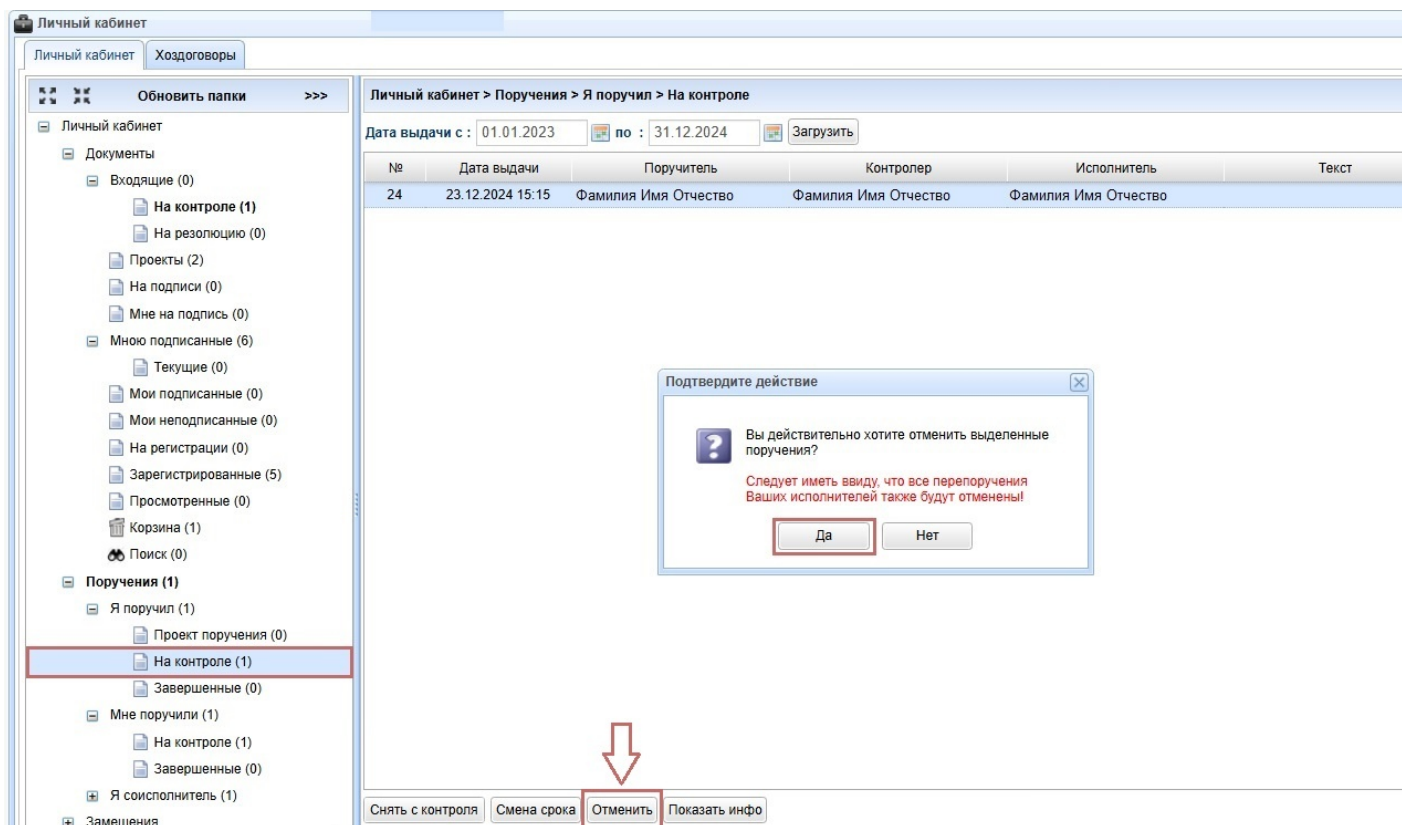 Личный кабинет
Личный кабинет Хоздоговоры
Обновить папки >>>
Личный кабинет
Документы
Входящие (0)
На контроле (1)
На резолюцию (0)
Проекты (2)
На подписи (0)
Мне на подпись (0)
Мною подписанные (6)
Текущие (0)
Мои подписанные (0)
Мои неподписанные (0)
На регистрации (0)
Зарегистрированные (5)
Просмотренные (0)
Корзина (1)
Поиск (0)
Поручения (1)
Я поручил (1)
Проект поручения (0)
На контроле (1)
Завершенные (0)
Мне поручили (1)
На контроле (1)
Завершенные (0)
Я соисполнитель (1)
Замещения
Личный кабинет > Поручения > Я поручил > На контроле
Дата выдачи с : 01.01.2023 по : 31.12.2024 Загрузить
№ Дата выдачи Поручитель Контролер Исполнитель Текст
24 23.12.2024 15:15 Фамилия Имя Отчество Фамилия Имя Отчество Фамилия Имя Отчество
Подтвердите действие
Вы действительно хотите отменить выделенные
поручения?
Следует иметь ввиду, что все перепоручения
Ваших исполнителей также будут отменены!
Да Нет
Снять с контроля Смена срока Отменить Показать инфо